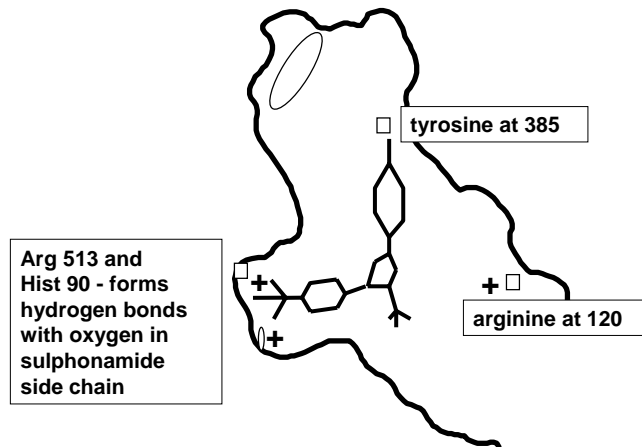 tyrosine at 385
Arg 513 and
Hist 90 - forms
hydrogen bonds
with oxygen in
sulphonamide
side chain
+
+
+
arginine at 120